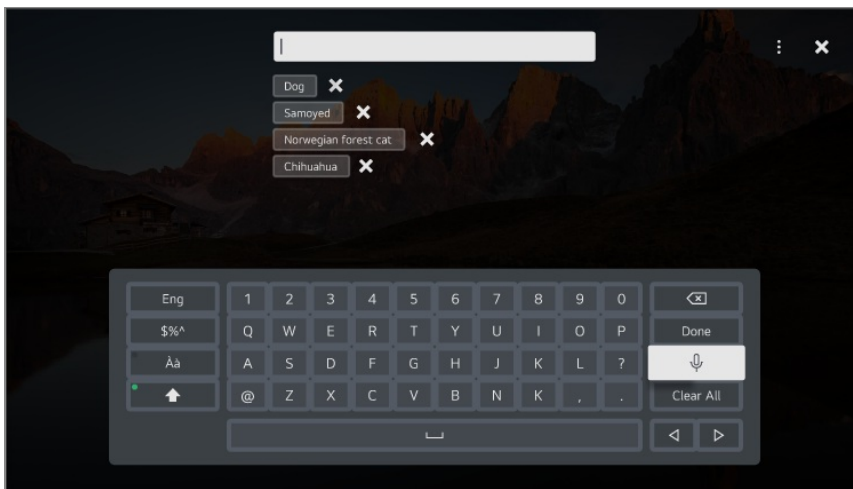 Dog
Samoyed
Norwegian forest cat
Chihuahua
Eng 1 2 3 4 5 6 7 8 9 0
$%^ Q W E R T Y U I O P Done
Àà A S D F G H J K L ?
@ Z X C V B N K , . Clear All